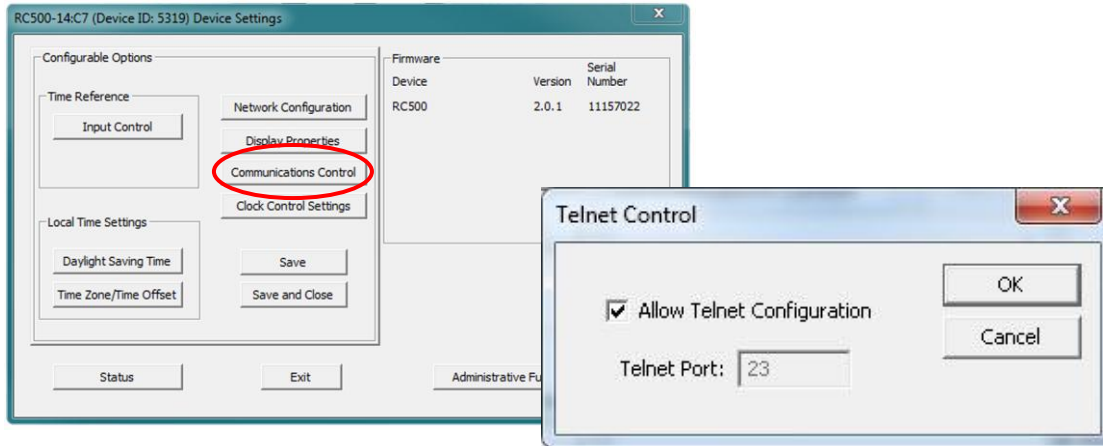 RC500-14:C7 (Device ID: 5319) Device Settings
x
Configurable Options
Time Reference
Input Control
Network Configuration
Display Properties
Communications Control
Clock Control Settings
Local Time Settings
Daylight Saving Time
Time Zone/Time Offset
Save
Save and Close
Firmware
Serial
Device Version Number
RC500 2.0.1 11157022
Status
Exit
Administrative Fu
Telnet Control
x
Allow Telnet Configuration
Telnet Port: 23
OK
Cancel